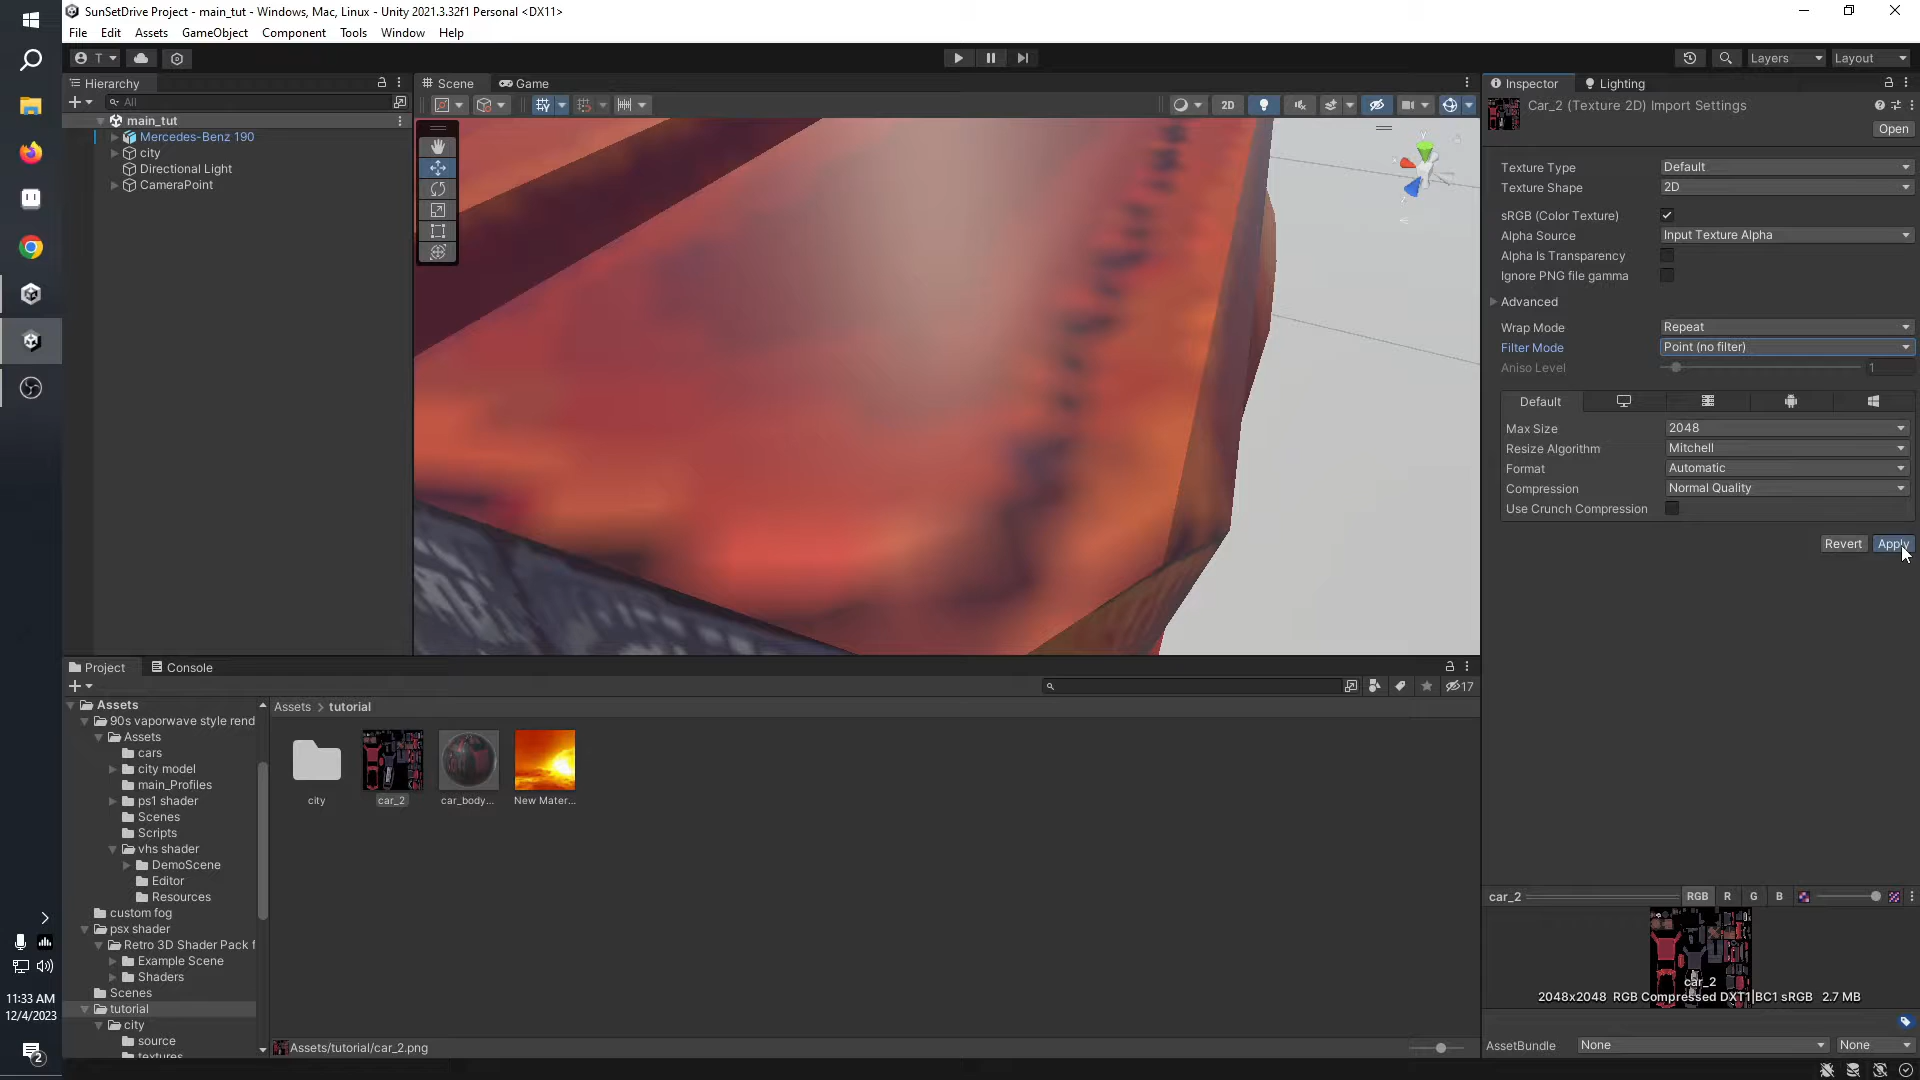 SunSetDrive Project - main_tut - Windows, Mac, Linux - Unity 2021.3.32f1 Personal <DX11>
File Edit Assets GameObject Component Tools Window Help
T
Layers
Layout
Hierarchy
All
main_tut
Mercedes-Benz 190
city
Directional Light
CameraPoint
Scene
Game
2D
Inspector
Lighting
Car_2 (Texture 2D) Import Settings
Open
Texture Type Default
Texture Shape 2D
sRGB (Color Texture)
Alpha Source Input Texture Alpha
Alpha Is Transparency
Ignore PNG file gamma
Advanced
Wrap Mode Repeat
Filter Mode Point (no filter)
Aniso Level 1
Default
Max Size 2048
Resize Algorithm Mitchell
Format Automatic
Compression Normal Quality
Use Crunch Compression
Revert Apply
Project
Console
17
Assets
90s vaporwave style rend
Assets
cars
city model
main_Profiles
ps1 shader
Scenes
Scripts
vhs shader
DemoScene
Editor
Resources
custom fog
psx shader
Retro 3D Shader Pack f
Example Scene
Shaders
Scenes
tutorial
city
source
textures
Assets > tutorial
city
car_2
car_body...
New Mater...
Assets/tutorial/car_2.png
car_2
RGB R G B
car_2
2048x2048 RGB Compressed DXT1|BC1 sRGB 2.7 MB
AssetBundle None None
11:33 AM
12/4/2023
2